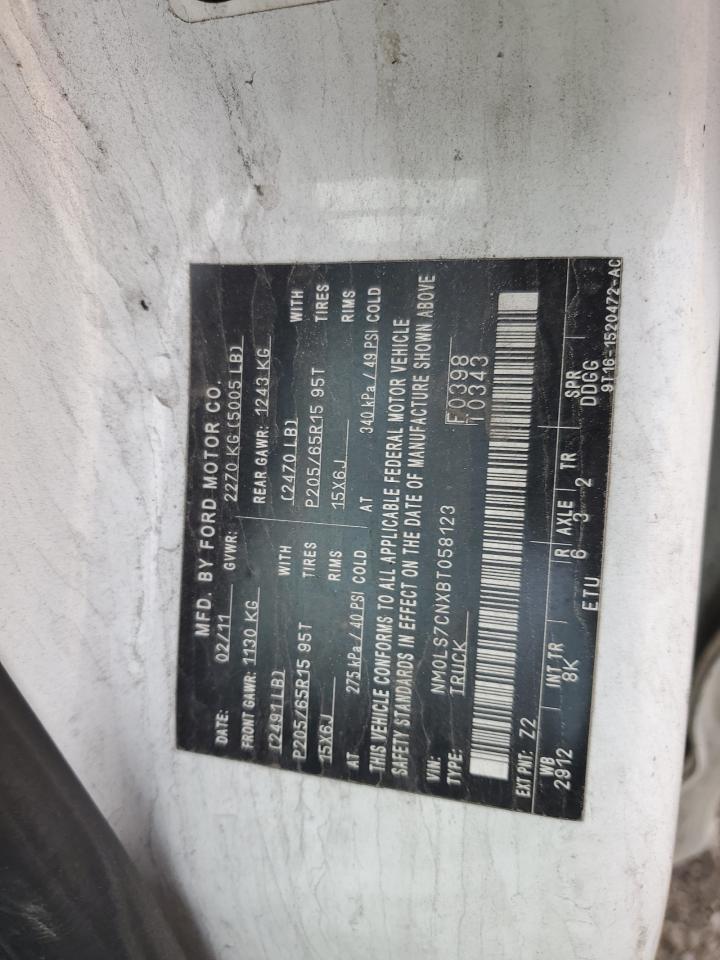 MFD. BY FORD MOTOR CO.
DATE: 02/11 GVWR: 2270 KG (5005 LB)
FRONT GAWR: 1130 KG REAR GAWR: 1243 KG
(2491LB) WITH (2470 LB) WITH
P205/65R15 95T TIRES P205/65R15 95T TIRES
15X6J RIMS 15X6J RIMS
AT 275 kPa / 40 PSI COLD AT 340 kPa / 49 PSI COLD
THIS VEHICLE CONFORMS TO ALL APPLICABLE FEDERAL MOTOR VEHICLE
SAFETY STANDARDS IN EFFECT ON THE DATE OF MANUFACTURE SHOWN ABOVE
VIN: NM0LS7CNXBT058123
TYPE: TRUCK F0398
T0343
EXT PNT: Z2
WB INT TR R AXLE TR SPR
2912 8K 6 3 2 DDGG
ETU 9T16-1520472-AC